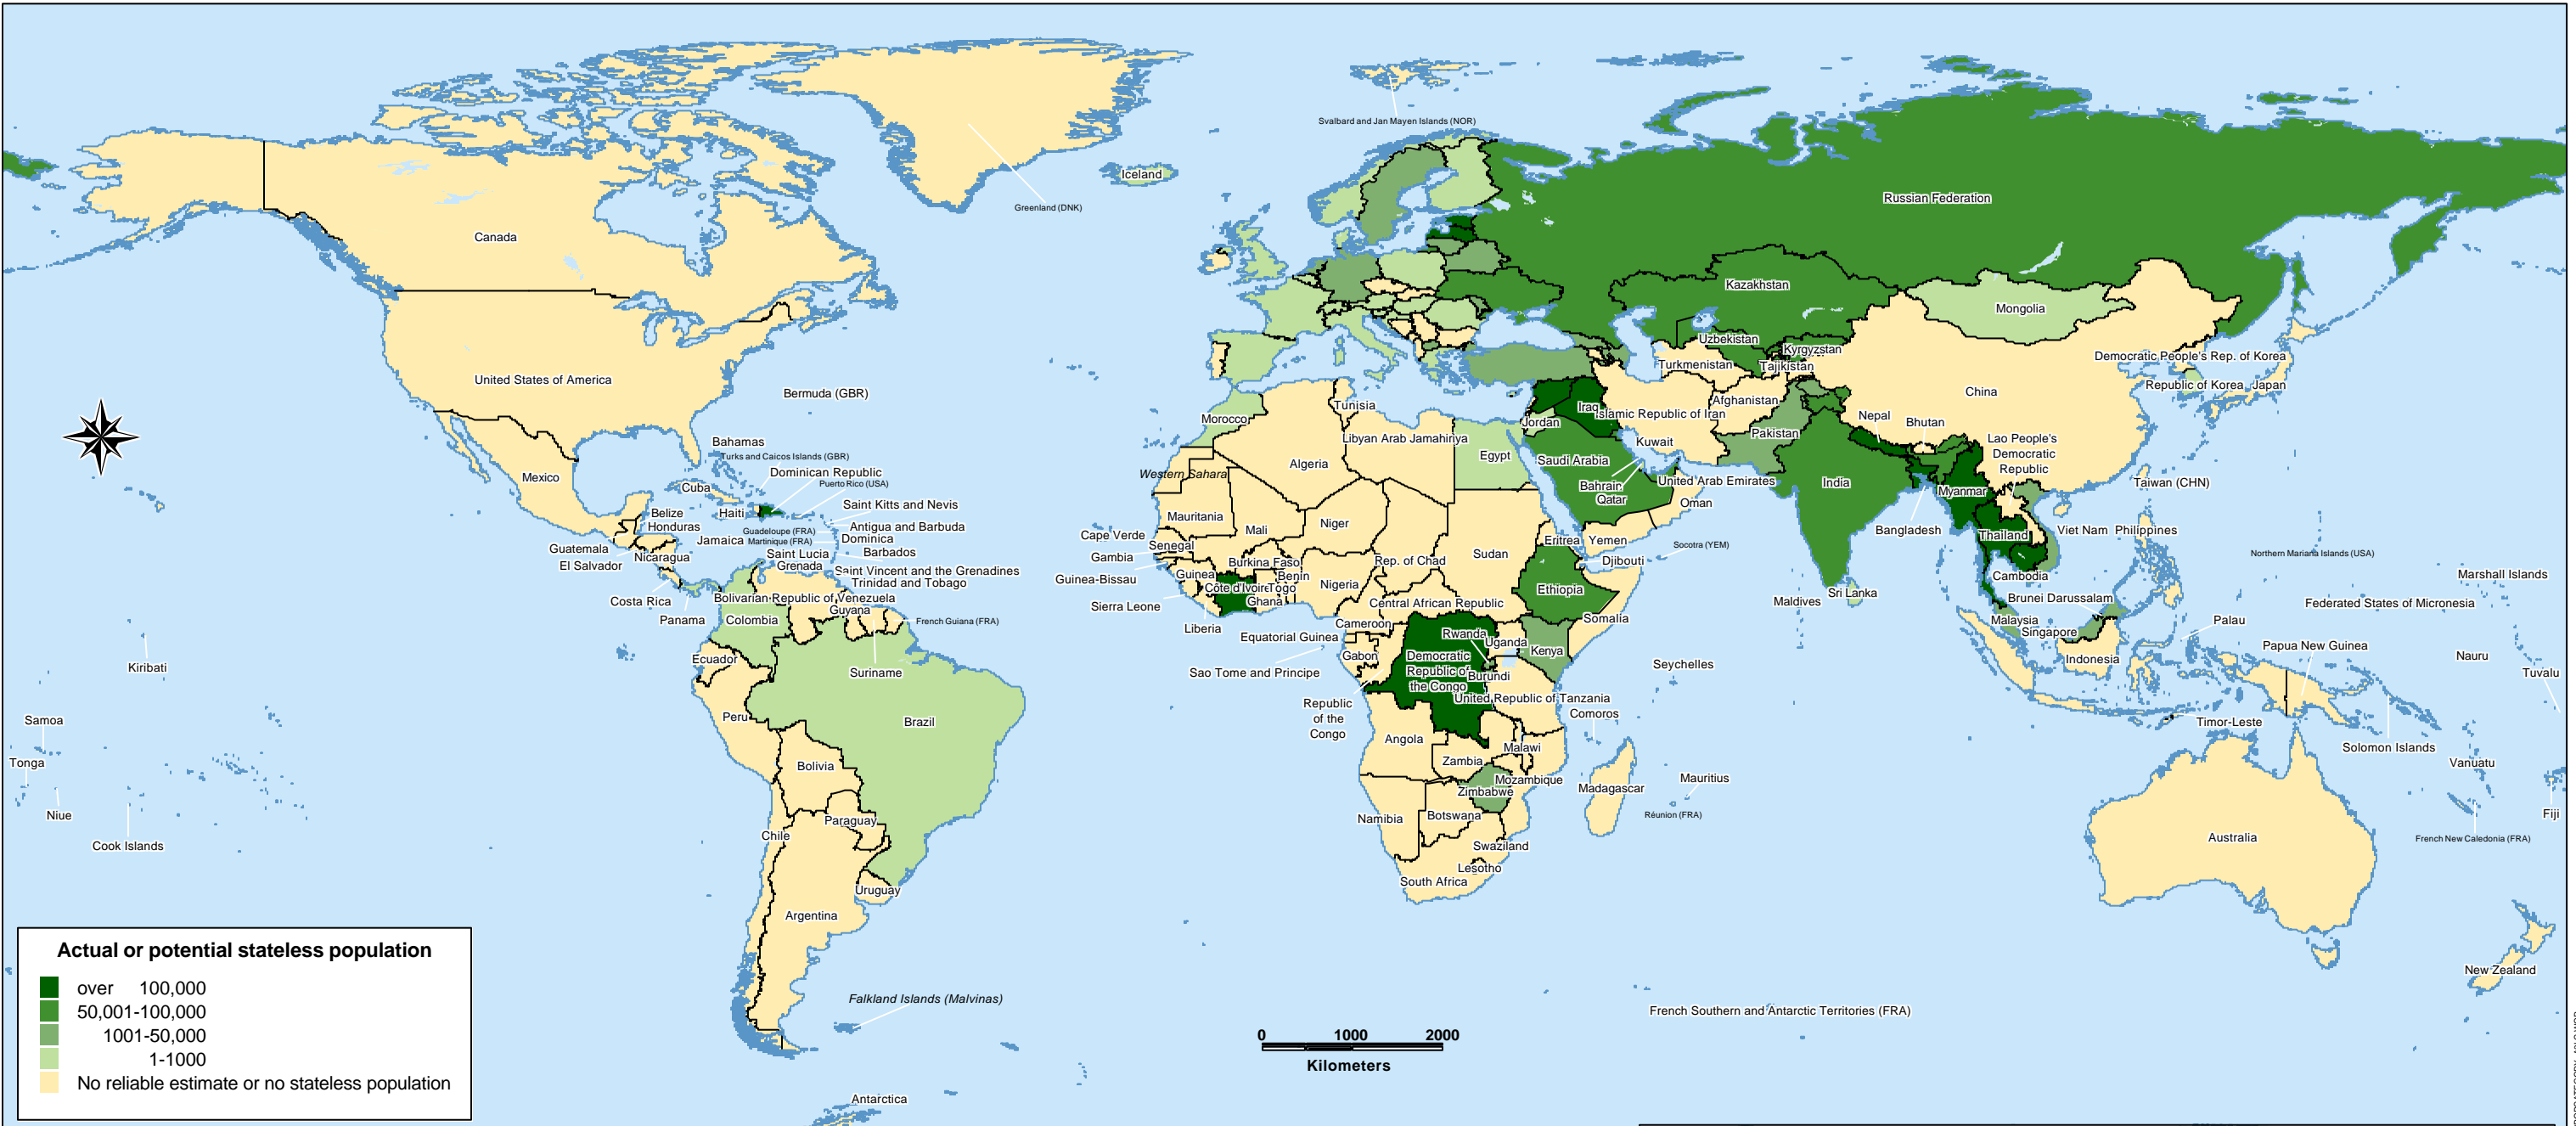 Svalbard and Jan Mayen Islands (NOR)
Iceland
Greenland (DNK)
Russian Federation
Canada
Kazakhstan
Mongolia
Uzbekistan
Kyrgyzstan
Turkmenistan
Tajikistan
Democratic People's Rep. of Korea
Republic of Korea
Japan
United States of America
Bermuda (GBR)
China
Tunisia
Morocco
Iraq
Islamic Republic of Iran
Afghanistan
Jordan
Nepal
Bhutan
Pakistan
Libyan Arab Jamahiriya
Kuwait
Lao People's
Democratic
Republic
Bahamas
Turks and Caicos Islands (GBR)
Algeria
Egypt
Saudi Arabia
Western Sahara
Dominican Republic
Puerto Rico (USA)
Mexico
Cuba
Bahrain
Qatar
United Arab Emirates
India
Myanmar
Taiwan (CHN)
Oman
Saint Kitts and Nevis
Belize
Haiti
Honduras
Antigua and Barbuda
Guadeloupe (FRA)
Jamaica
Martinique (FRA)
Dominica
Mauritania
Mali
Niger
Cape Verde
Senegal
Gambia
Bangladesh
Viet Nam
Philippines
Thailand
Guatemala
El Salvador
Nicaragua
Saint Lucia
Barbados
Grenada
Saint Vincent and the Grenadines
Trinidad and Tobago
Eritrea
Yemen
Socotra (YEM)
Sudan
Rep. of Chad
Djibouti
Burkina Faso
Guinea
Benin
Guinea-Bissau
Côte d'Ivoire
Togo
Ghana
Nigeria
Ethiopia
Northern Mariana Islands (USA)
Marshall Islands
Cambodia
Sri Lanka
Maldives
Brunei Darussalam
Federated States of Micronesia
Costa Rica
Bolivarian Republic of Venezuela
Guyana
Panama
Colombia
French Guiana (FRA)
Sierra Leone
Liberia
Central African Republic
Cameroon
Somalia
Malaysia
Singapore
Palau
Equatorial Guinea
Rwanda
Uganda
Kenya
Gabon
Democratic
Republic of
the Congo
Burundi
Seychelles
Indonesia
Papua New Guinea
Nauru
Tuvalu
Kiribati
Ecuador
Suriname
Sao Tome and Principe
United Republic of Tanzania
Republic
of the
Congo
Comoros
Samoa
Peru
Brazil
Timor-Leste
Solomon Islands
Tonga
Angola
Malawi
Vanuatu
Bolivia
Zambia
Mozambique
Mauritius
Zimbabwe
Madagascar
Niue
Paraguay
Namibia
Botswana
Réunion (FRA)
Fiji
Chile
Cook Islands
Swaziland
Lesotho
South Africa
Australia
French New Caledonia (FRA)
Uruguay
Argentina
New Zealand
Falkland Islands (Malvinas)
French Southern and Antarctic Territories (FRA)
Actual or potential stateless population
over 100,000
50,001-100,000
1001-50,000
1-1000
No reliable estimate or no stateless population
0 1000 2000
Kilometers
Antarctica